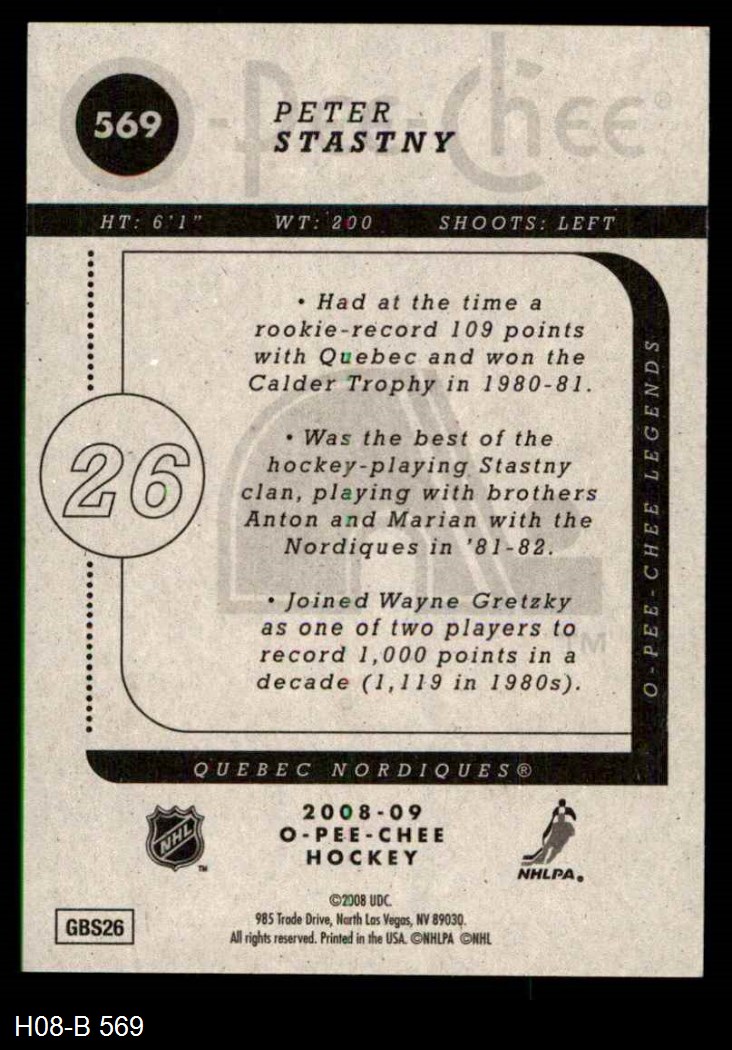 O-Pee-Chee®
569
PETER
STASTNY
HT: 6'1"
WT: 200
SHOOTS: LEFT
• Had at the time a
rookie-record 109 points
with Quebec and won the
Calder Trophy in 1980-81.
• Was the best of the
hockey-playing Stastny
clan, playing with brothers
Anton and Marian with the
Nordiques in '81-82.
• Joined Wayne Gretzky
as one of two players to
record 1,000 points in a
decade (1,119 in 1980s).
TM
26
O-PEE-CHEE LEGENDS
QUEBEC NORDIQUES®
NHL
TM
2008-09
O-PEE-CHEE
HOCKEY
NHLPA®
©2008 UDC.
985 Trade Drive, North Las Vegas, NV 89030.
All rights reserved. Printed in the USA. ©NHLPA ©NHL
GBS26
H08-B 569